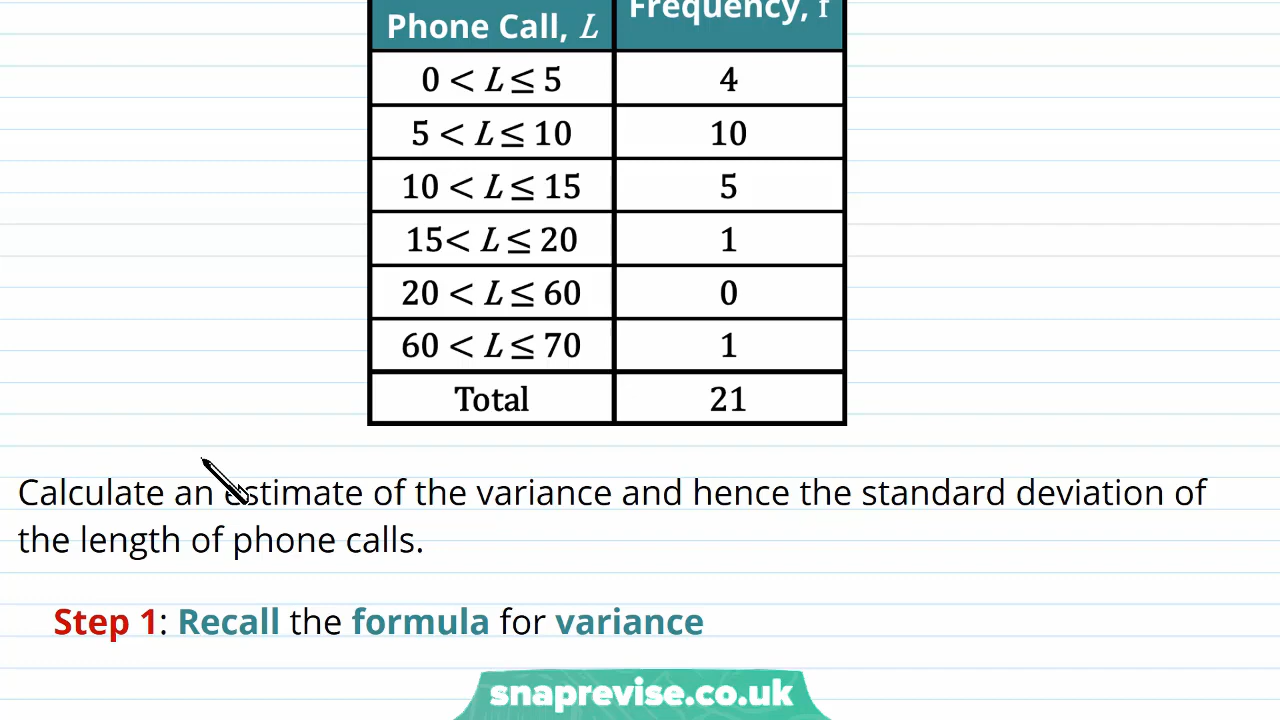 Phone Call, L Frequency, f
0 < L ≤ 5 4
5 < L ≤ 10 10
10 < L ≤ 15 5
15< L ≤ 20 1
20 < L ≤ 60 0
60 < L ≤ 70 1
Total 21
Calculate an estimate of the variance and hence the standard deviation of
the length of phone calls.
Step 1: Recall the formula for variance
snaprevise.co.uk